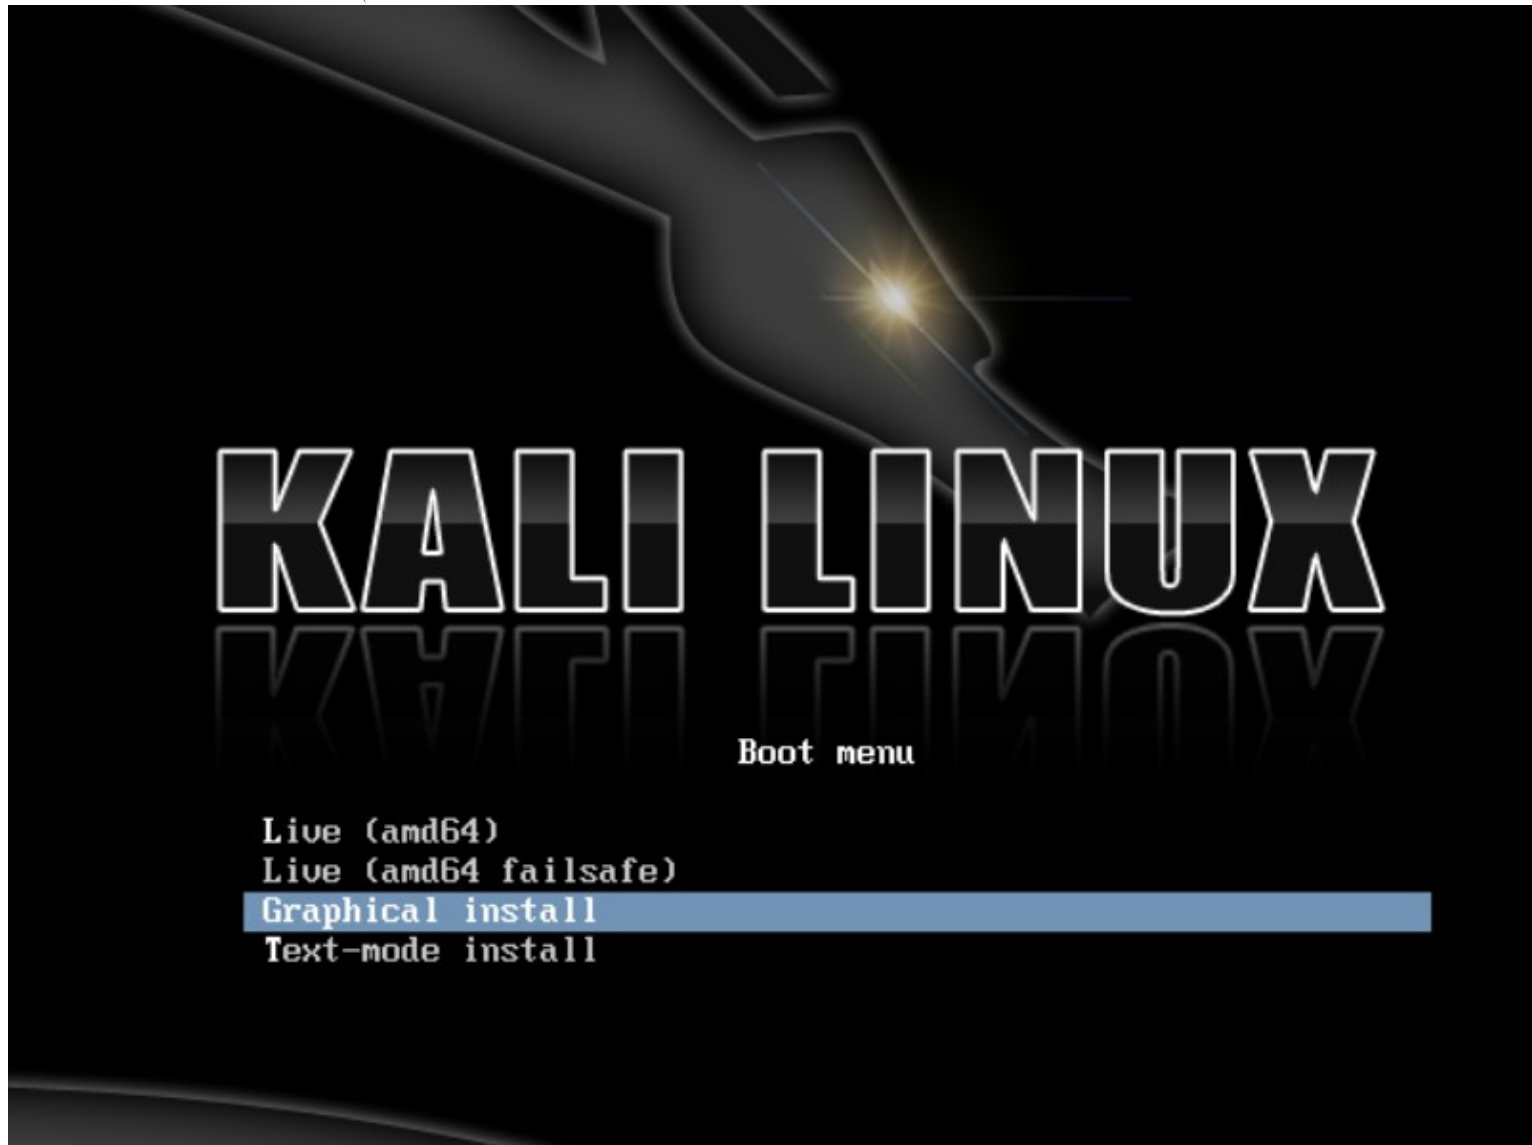 KALI LINUX
Boot menu
Live (amd64)
Live (amd64 failsafe)
Graphical install
Text-mode install